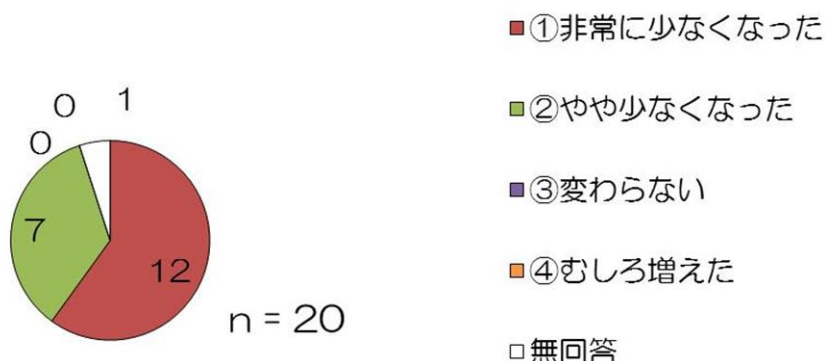 ■①非常に少なくなった
■②やや少なくなった
■③変わらない
■④むしろ増えた
□無回答
0
1
0
7
12
n = 20